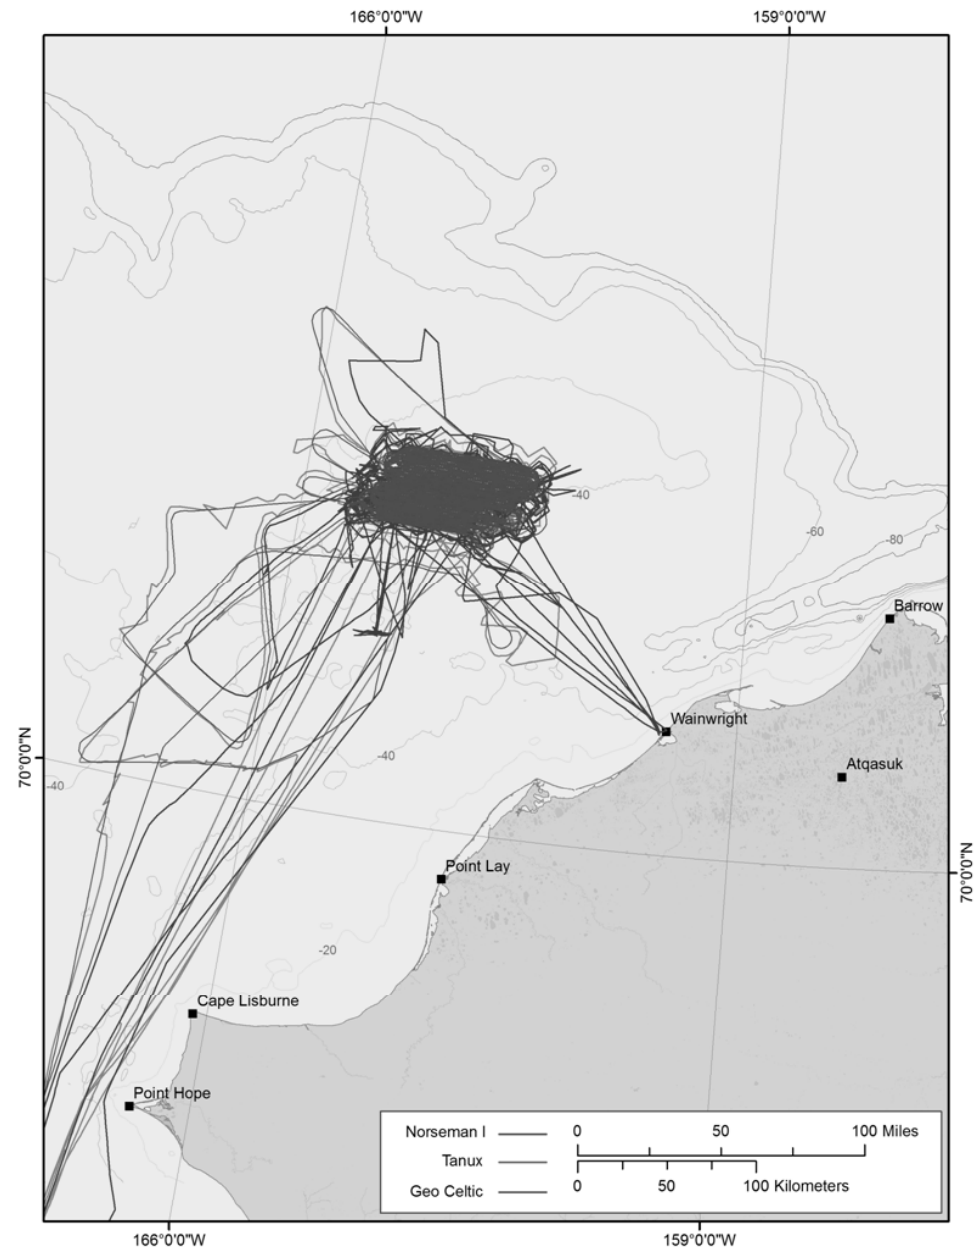 166°0'0"W
159°0'0"W
-40
-60
-80
Barrow
Wainwright
70°0'0"N
-40
-40
Atqasuk
Point Lay
70°0'0"N
-20
Cape Lisburne
Point Hope
Norseman I
0
50
100 Miles
Tanux
Geo Celtic
0
50
100 Kilometers
166°0'0"W
159°0'0"W